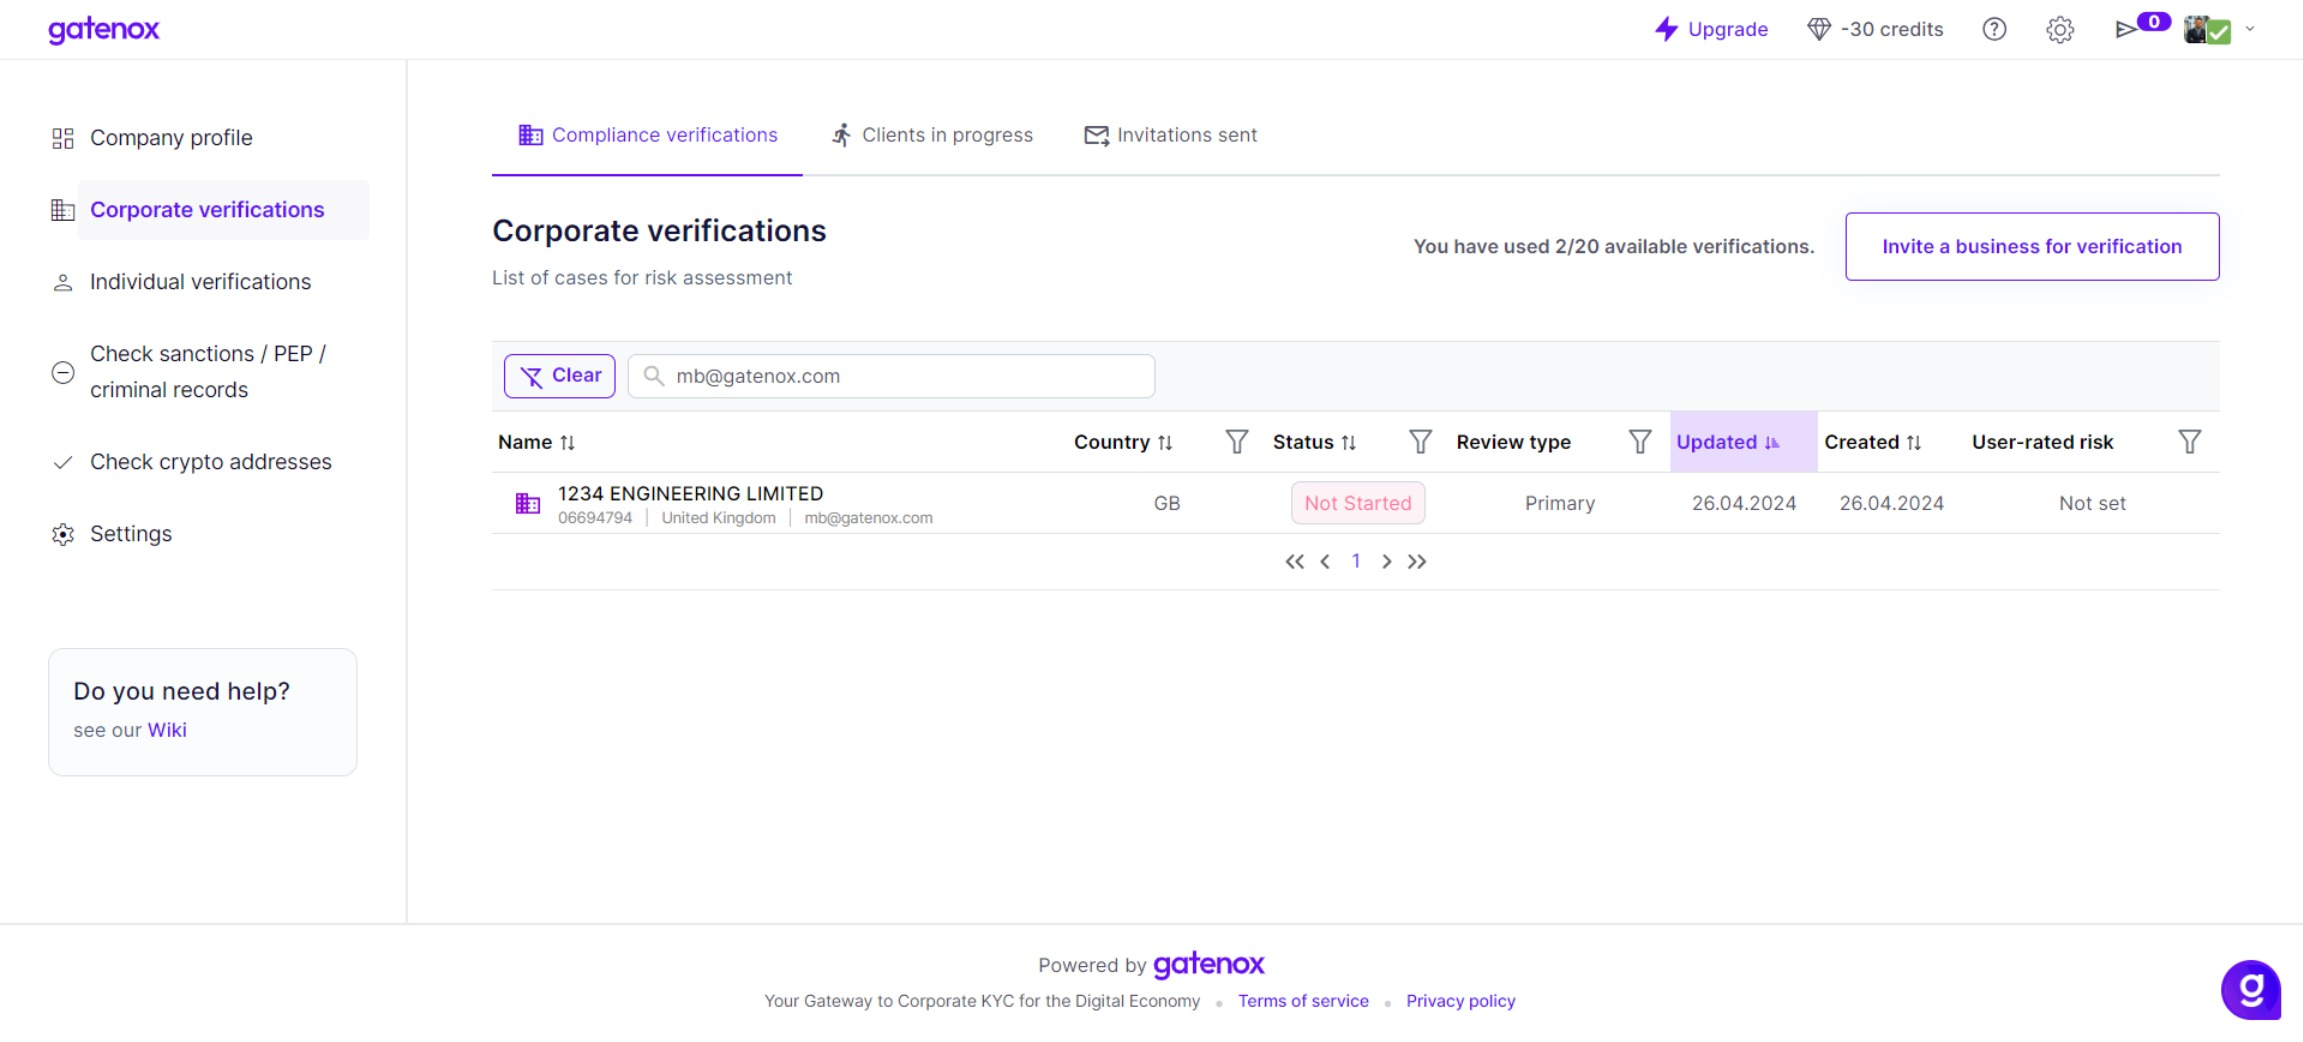 gatenox
Upgrade
-30 credits
0
Company profile
Corporate verifications
Individual verifications
Check sanctions / PEP /
criminal records
Check crypto addresses
Settings
Do you need help?
see our Wiki
Compliance verifications
Clients in progress
Invitations sent
Corporate verifications
List of cases for risk assessment
You have used 2/20 available verifications.
Invite a business for verification
Clear
mb@gatenox.com
Name Country Status Review type Updated Created User-rated risk
1234 ENGINEERING LIMITED
06694794 | United Kingdom | mb@gatenox.com
GB Not Started Primary 26.04.2024 26.04.2024 Not set
1
Powered by gatenox
Your Gateway to Corporate KYC for the Digital Economy • Terms of service • Privacy policy
g